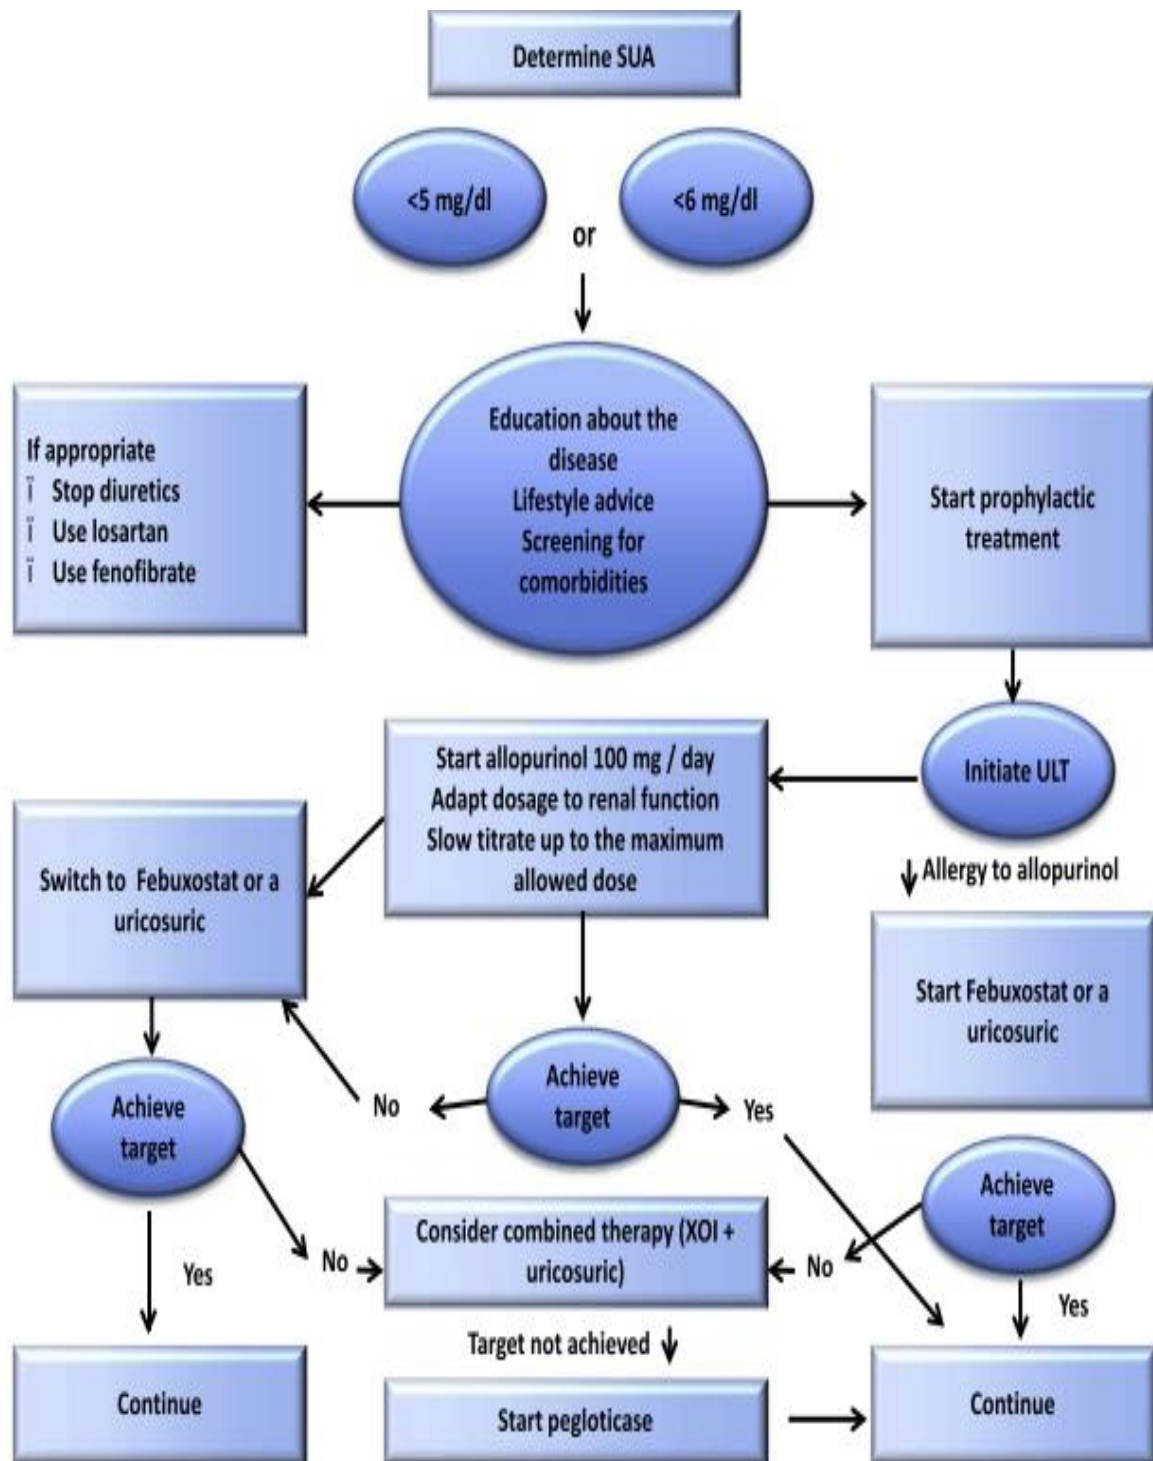 Determine SUA
<5 mg/dl
<6 mg/dl
or
Education about the
disease
Lifestyle advice
Screening for
comorbidities
If appropriate
ï Stop diuretics
ï Use losartan
ï Use fenofibrate
Start prophylactic
treatment
Initiate ULT
Start allopurinol 100 mg / day
Adapt dosage to renal function
Slow titrate up to the maximum
allowed dose
Switch to Febuxostat or a
uricosuric
Allergy to allopurinol
Start Febuxostat or a
uricosuric
Achieve
target
No
Yes
Achieve
target
Achieve
target
Consider combined therapy (XOI +
uricosuric)
No
Yes
No
Yes
Target not achieved
Continue
Start pegloticase
Continue